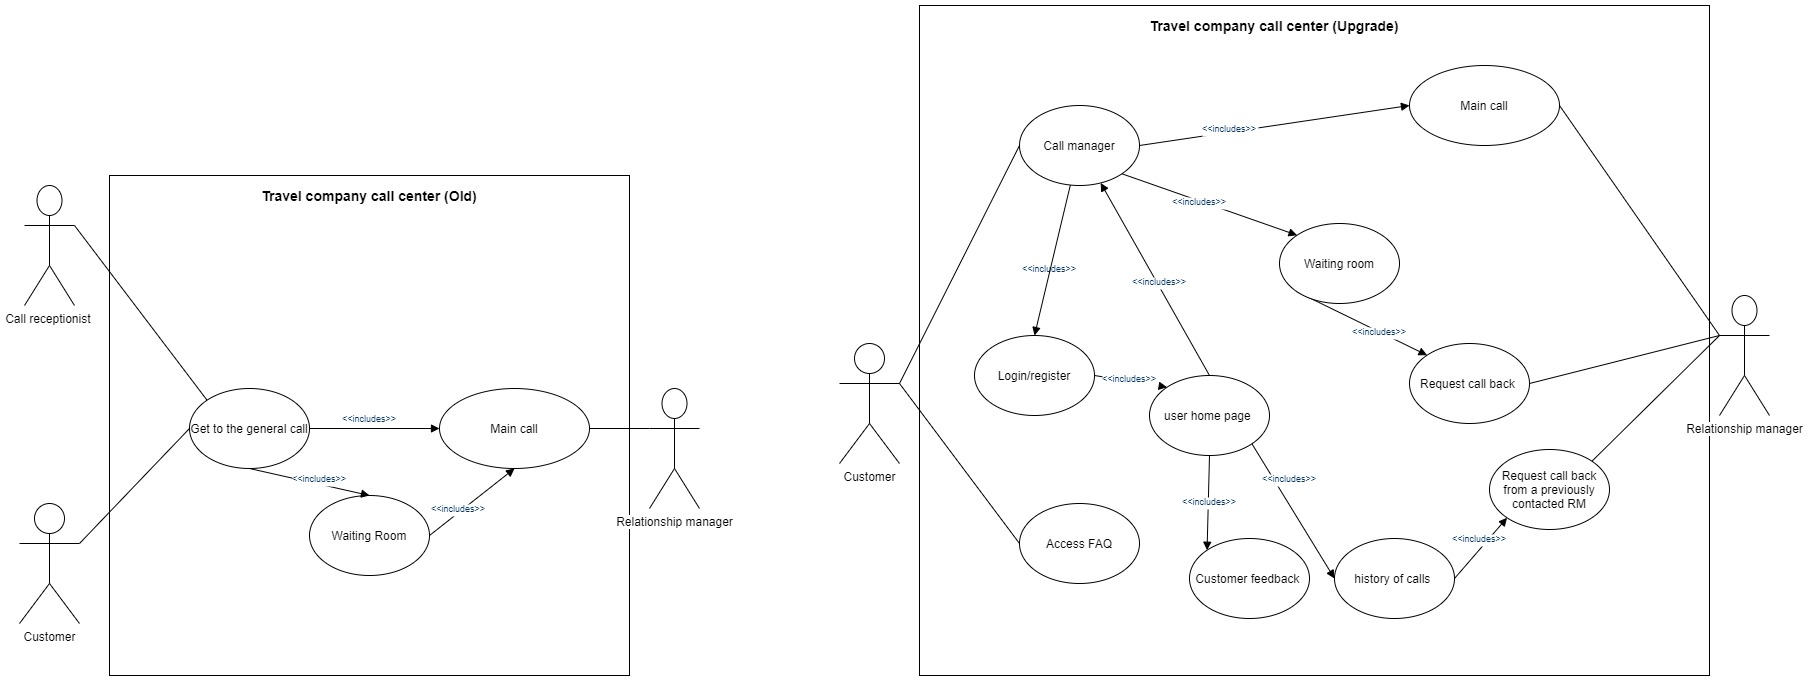 Travel company call center (Old)
Call receptionist
Get to the general call
<<includes>>
Main call
<<includes>>
<<includes>>
Waiting Room
Relationship manager
Customer
Travel company call center (Upgrade)
Main call
<<includes>>
Call manager
<<includes>>
Waiting room
<<includes>>
<<includes>>
<<includes>>
Login/register
<<includes>>
Request call back
user home page
Relationship manager
Customer
<<includes>>
<<includes>>
Request call back
from a previously
contacted RM
<<includes>>
Access FAQ
Customer feedback
history of calls